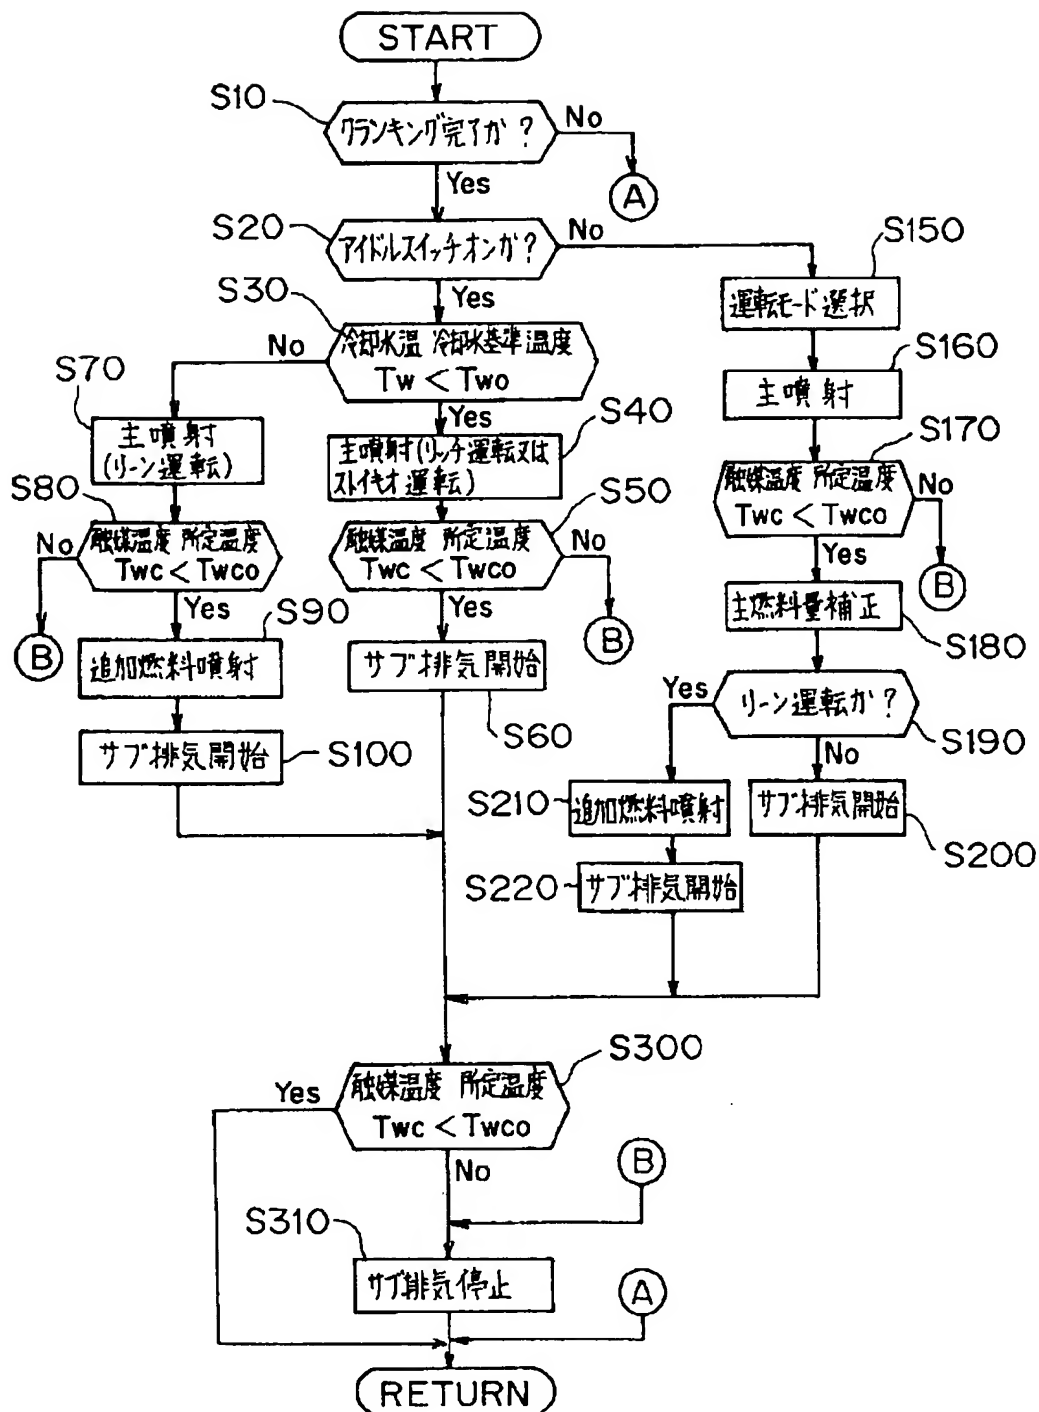 START
S10
クランキング完了か?
No
A
Yes
S20
アイドルスイッチオンか?
No
S150
運転モード選択
S30
Yes
冷却水温 冷却水基準温度
Tw < Two
No
S160
主噴射
S70
Yes
S40
主噴射
(リーン運転)
主噴射(リッチ運転又は
ストイキオ運転)
S170
触媒温度 所定温度
Twc < Twco
No
B
S80
触媒温度 所定温度
Twc < Twco
No
B
S50
触媒温度 所定温度
Twc < Twco
No
B
Yes
主燃料量補正
S180
Yes
S90
追加燃料噴射
Yes
サブ排気開始
S60
リーン運転か?
Yes
S190
No
サブ排気開始
S100
S210
追加燃料噴射
サブ排気開始
S200
S220
サブ排気開始
S300
触媒温度 所定温度
Twc < Twco
Yes
No
B
S310
サブ排気停止
A
RETURN